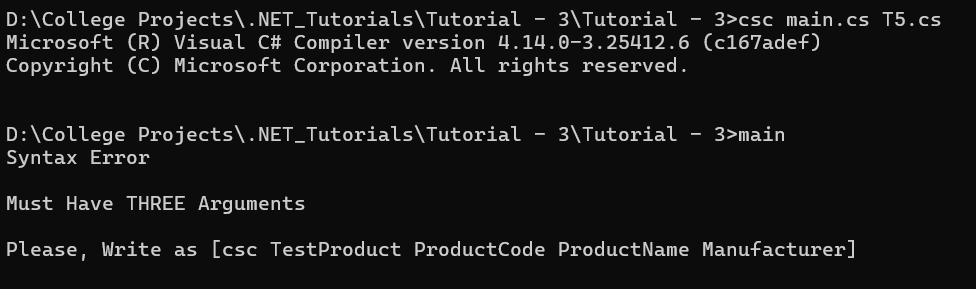 D:\College Projects\.NET_Tutorials\Tutorial - 3\Tutorial - 3>csc main.cs T5.cs
Microsoft (R) Visual C# Compiler version 4.14.0-3.25412.6 (c167adef)
Copyright (C) Microsoft Corporation. All rights reserved.
D:\College Projects\.NET_Tutorials\Tutorial - 3\Tutorial - 3>main
Syntax Error
Must Have THREE Arguments
Please, Write as [csc TestProduct ProductCode ProductName Manufacturer]